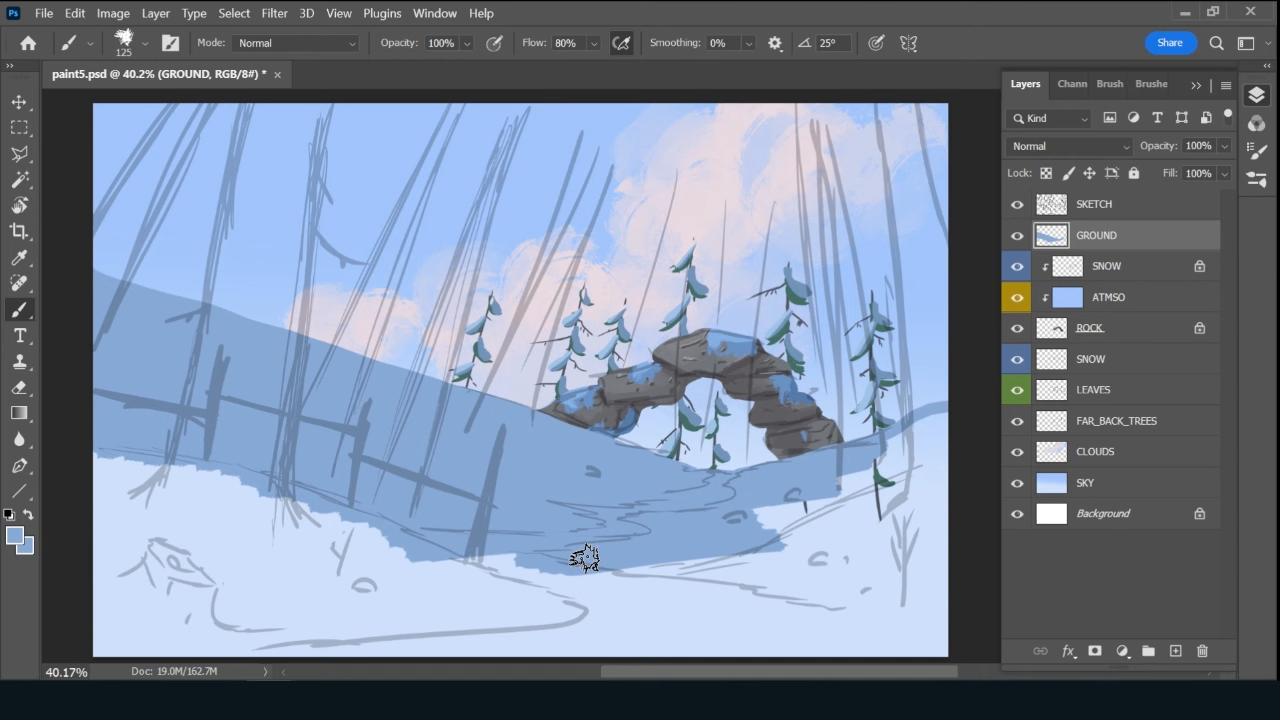 Ps File Edit Image Layer Type Select Filter 3D View Plugins Window Help
125 Mode: Normal Opacity: 100% Flow: 80% Smoothing: 0% 25° Share
paint5.psd @ 40.2% (GROUND, RGB/8#) *
Layers Chann Brush Brushe
Kind
Normal Opacity: 100%
Lock: Fill: 100%
SKETCH
GROUND
SNOW
ATMSO
ROCK
SNOW
LEAVES
FAR_BACK_TREES
CLOUDS
SKY
Background
fx
40.17% Doc: 19.0M/162.7M